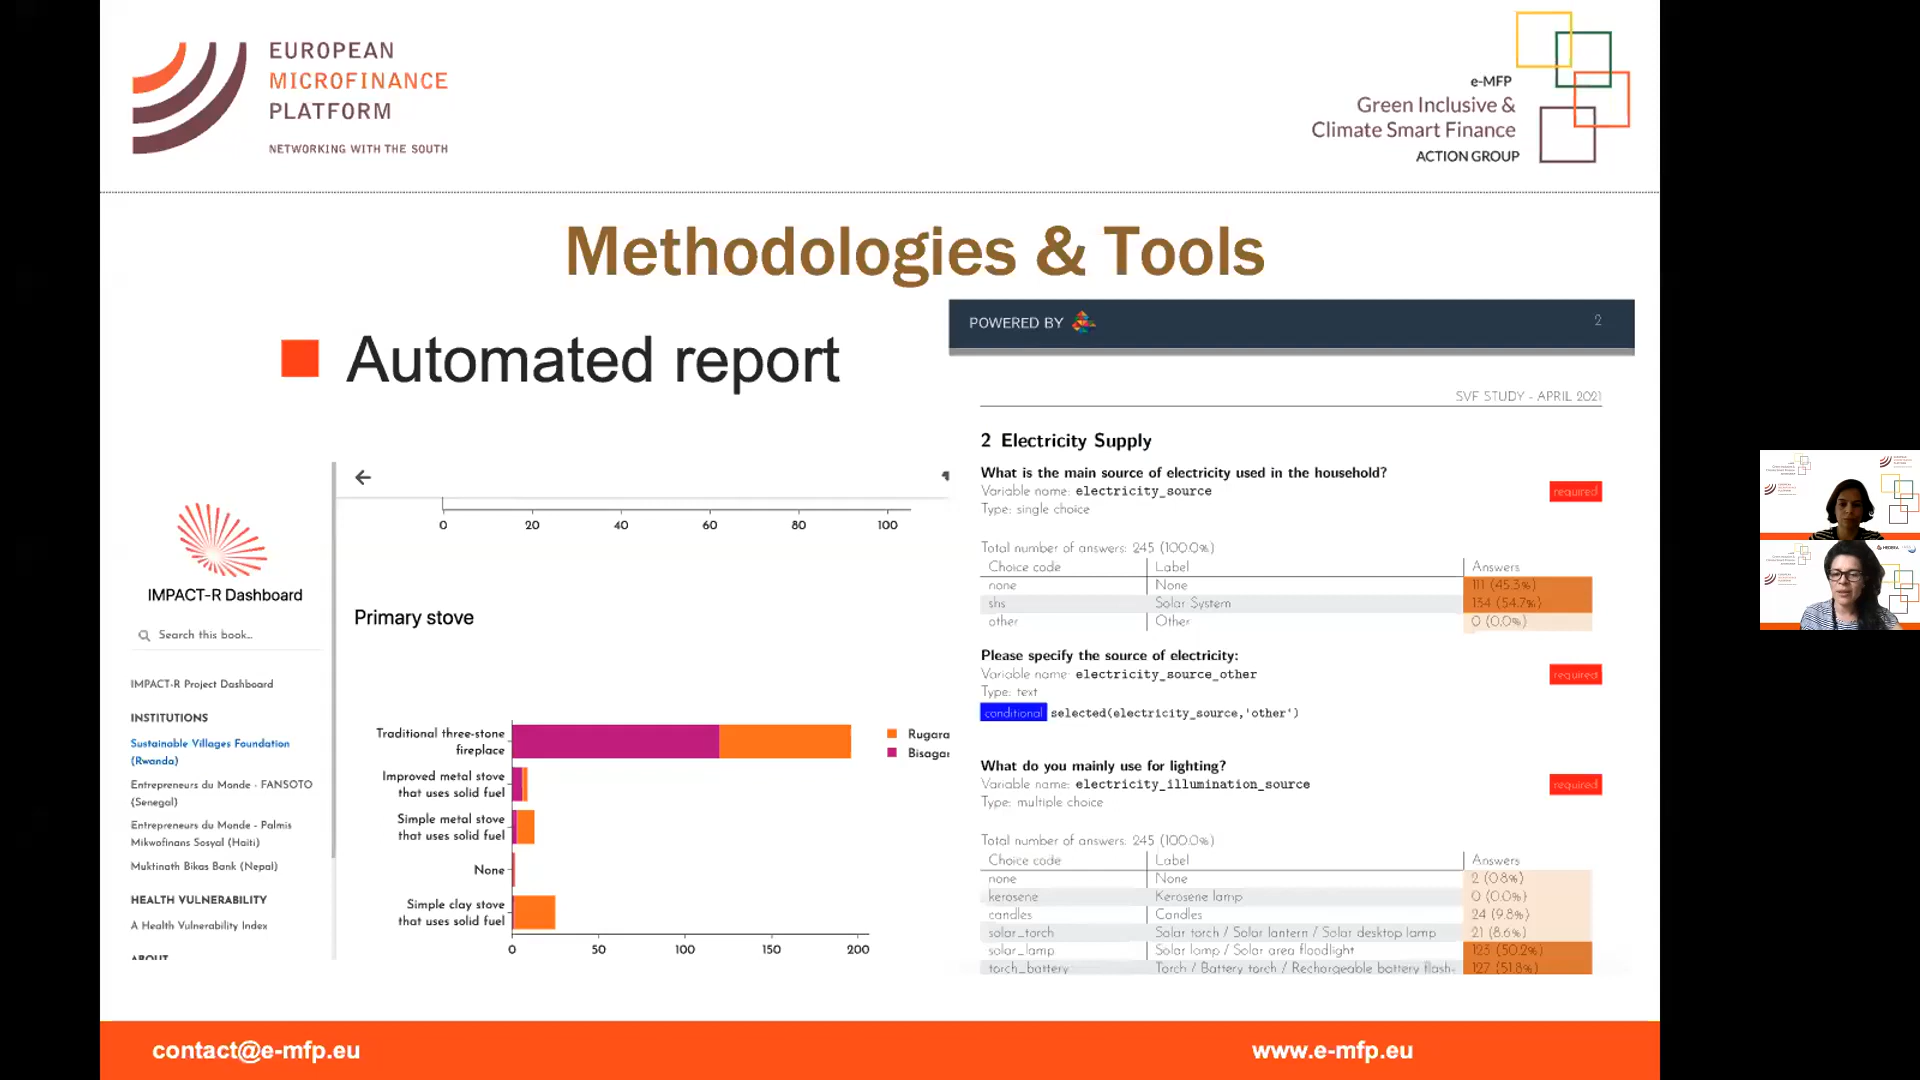 EUROPEAN
MICROFINANCE
PLATFORM
NETWORKING WITH THE SOUTH
e-MFP
Green Inclusive &
Climate Smart Finance
ACTION GROUP
Methodologies & Tools
Automated report
IMPACT-R Dashboard
Search this book...
IMPACT-R Project Dashboard
INSTITUTIONS
Sustainable Villages Foundation
(Rwanda)
Entrepreneurs du Monde - FANSOTO
(Senegal)
Entrepreneurs du Monde - Palmis
Mikwofinans Sosyal (Haiti)
Muktinath Bikas Bank (Nepal)
HEALTH VULNERABILITY
A Health Vulnerability Index
ABOUT
0 20 40 60 80 100
Primary stove
Traditional three-stone
fireplace
Improved metal stove
that uses solid fuel
Simple metal stove
that uses solid fuel
None
Simple clay stove
that uses solid fuel
0 50 100 150 200
Rugara
Bisagar
POWERED BY
2
SVF STUDY - APRIL 2021
2 Electricity Supply
What is the main source of electricity used in the household?
Variable name: electricity_source
required
Type: single choice
Total number of answers: 245 (100.0%)
Choice code Label Answers
none None 111 (45.3%)
shs Solar System 134 (54.7%)
other Other 0 (0.0%)
Please specify the source of electricity:
Variable name: electricity_source_other
required
Type: text
conditional selected(electricity_source,'other')
What do you mainly use for lighting?
Variable name: electricity_illumination_source
required
Type: multiple choice
Total number of answers: 245 (100.0%)
Choice code Label Answers
none None 2 (0.8%)
kerosene Kerosene lamp 0 (0.0%)
candles Candles 24 (9.8%)
solar_torch Solar torch / Solar lantern / Solar desktop lamp 21 (8.6%)
solar_lamp Solar lamp / Solar area floodlight 123 (50.2%)
torch_battery Torch / Battery torch / Rechargeable battery flash- 127 (51.8%)
contact@e-mfp.eu
www.e-mfp.eu